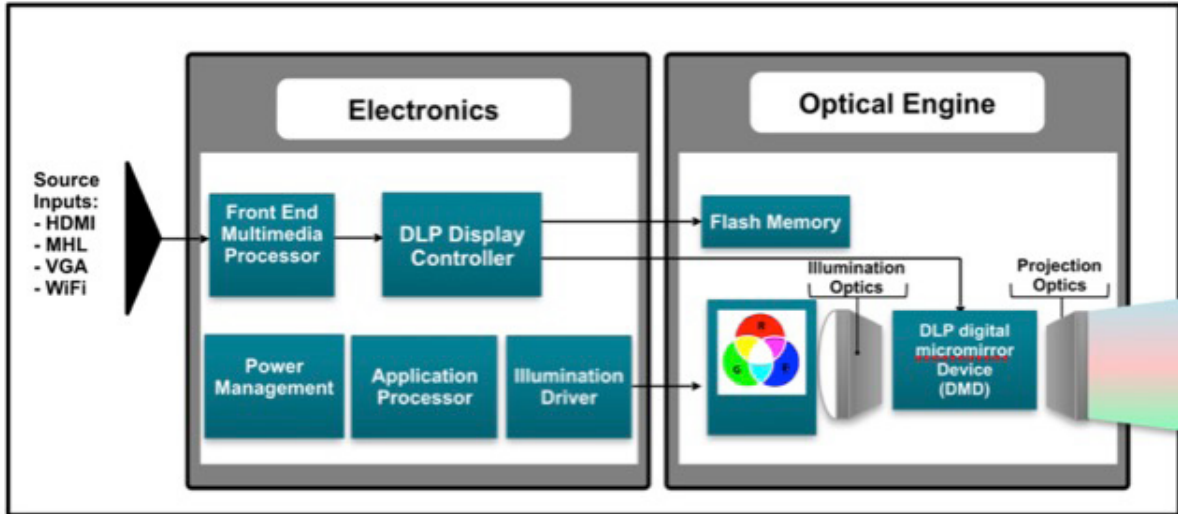 Electronics
Optical Engine
Source
Inputs:
- HDMI
- MHL
- VGA
- WiFi
Front End
Multimedia
Processor
DLP Display
Controller
Flash Memory
Illumination
Optics
Projection
Optics
Power
Management
Application
Processor
Illumination
Driver
R
G
DLP digital
micromirror
Device
(DMD)